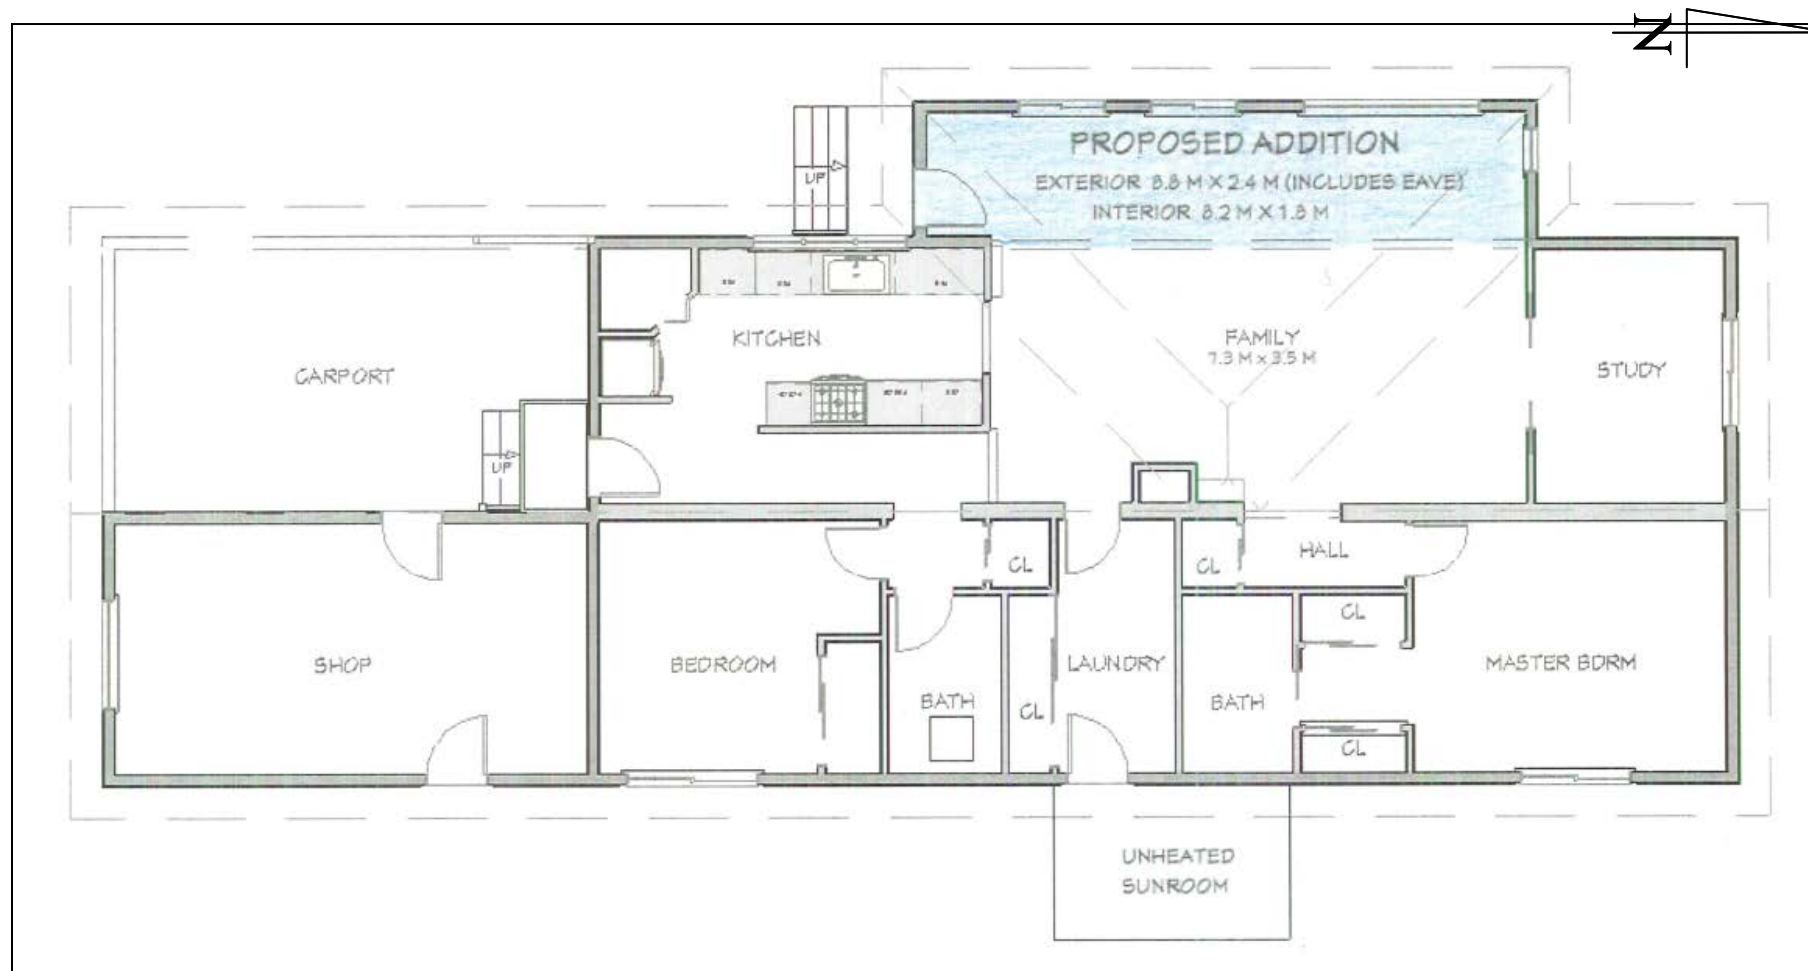 N
PROPOSED ADDITION
EXTERIOR 8.8 M X 2.4 M (INCLUDES EAVE)
INTERIOR 8.2 M X 1.8 M
UP
KITCHEN
FAMILY
7.3 M X 3.5 M
STUDY
CARPORT
UP
CL
CL
HALL
CL
SHOP
BEDROOM
BATH
CL
LAUNDRY
BATH
MASTER BDRM
CL
UNHEATED
SUNROOM